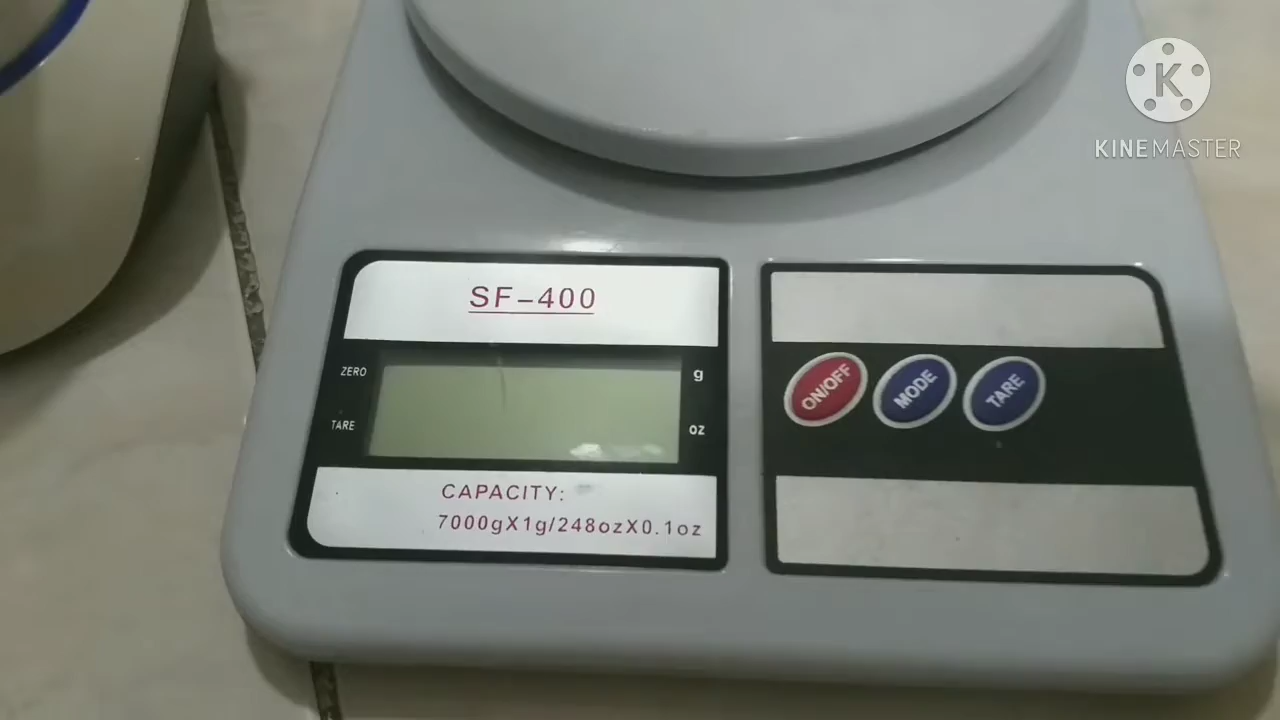 K
KINEMASTER
SF-400
ZERO
g
TARE
oz
CAPACITY:
7000gX1g/248ozX0.1oz
ON/OFF
MODE
TARE